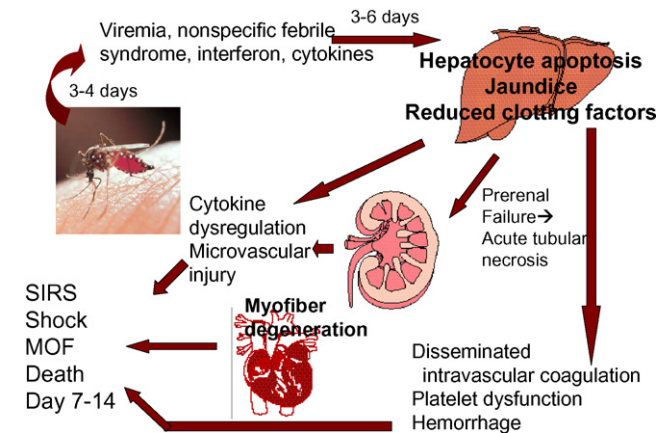 Viremia, nonspecific febrile
syndrome, interferon, cytokines
3-6 days
3-4 days
Hepatocyte apoptosis
Jaundice
Reduced clotting factors
Cytokine
dysregulation
Microvascular
injury
Prerenal
Failure→
Acute tubular
necrosis
SIRS
Shock
MOF
Death
Day 7-14
Myofiber
degeneration
Disseminated
intravascular coagulation
Platelet dysfunction
Hemorrhage